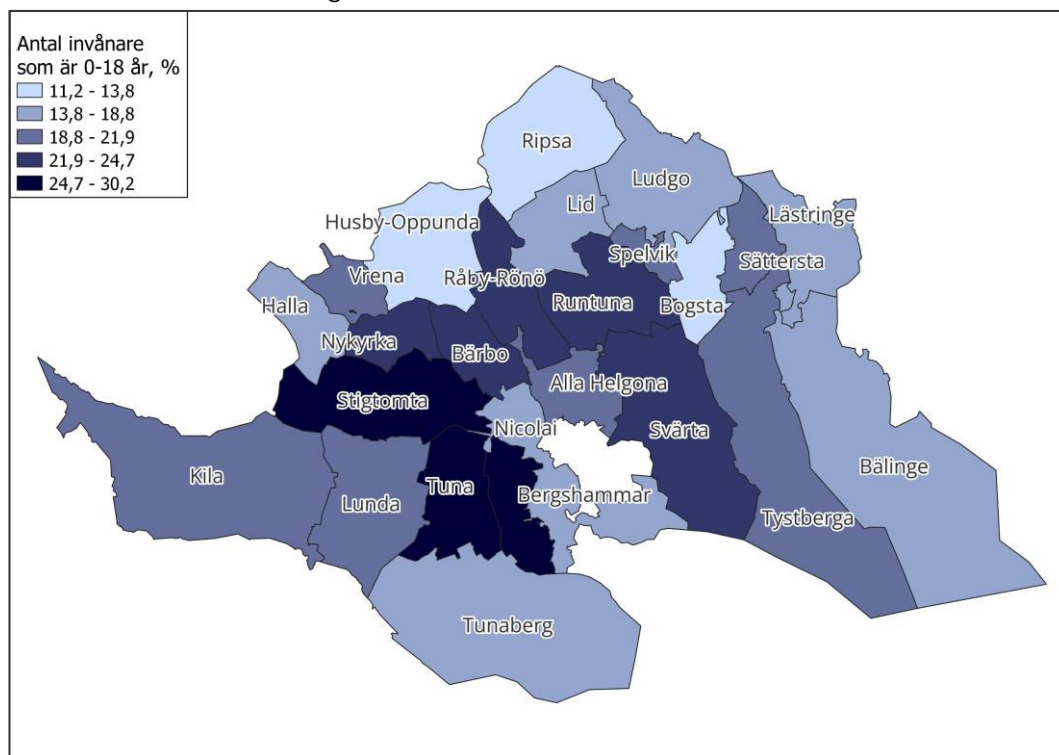 Antal invånare
som är 0-18 år, %
11,2 - 13,8
13,8 - 18,8
18,8 - 21,9
21,9 - 24,7
24,7 - 30,2
Ripsa
Ludgo
Lid
Lästringe
Husby-Oppunda
Spelvik
Sättersta
Vrena
Råby-Rönö
Halla
Runtuna
Bogsta
Nykyrka
Bärbo
Alla Helgona
Stigtomta
Nicolai
Svärta
Bälinge
Kila
Tuna
Lunda
Bergshammar
Tystberga
Tunaberg